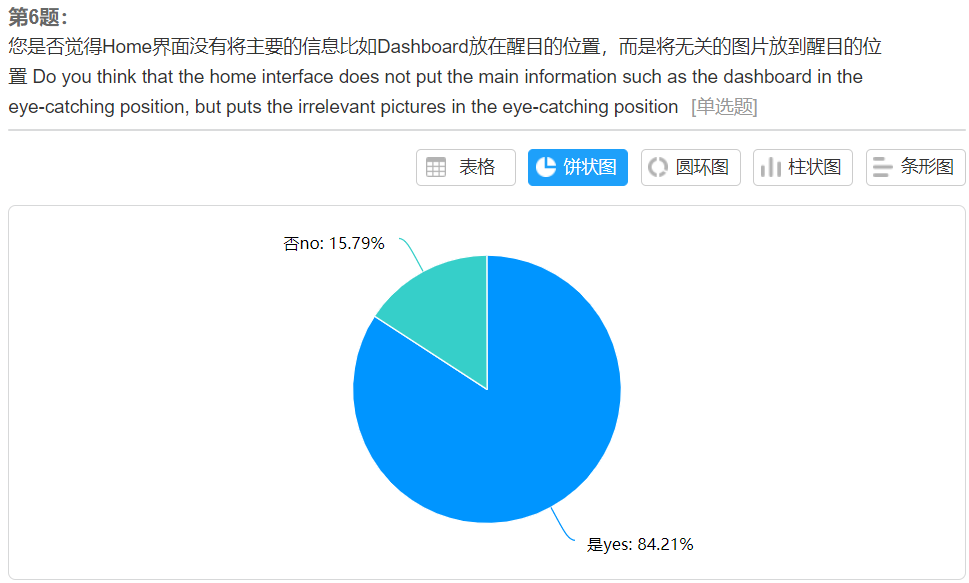 第6题:
您是否觉得Home界面没有将主要的信息比如Dashboard放在醒目的位置，而是将无关的图片放到醒目的位
置 Do you think that the home interface does not put the main information such as the dashboard in the
eye-catching position, but puts the irrelevant pictures in the eye-catching position [单选题]
表格 饼状图 圆环图 柱状图 条形图
否no: 15.79%
是yes: 84.21%